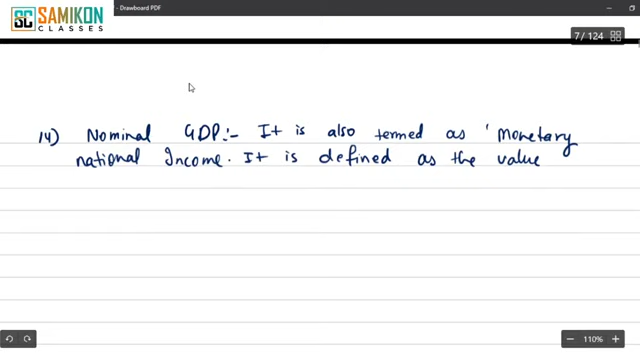 SC SAMIKON
CLASSES
- Drawboard PDF
7 / 124
14) Nominal GDP:- It is also termed as 'Monetary
national Income. It is defined as the value
110%